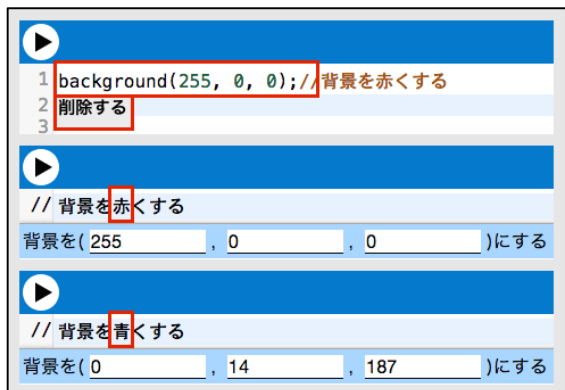 1 background(255, 0, 0);//背景を赤くする
2 削除する
3
// 背景を赤くする
背景を( 255 , 0 , 0 )にする
// 背景を青くする
背景を( 0 , 14 , 187 )にする